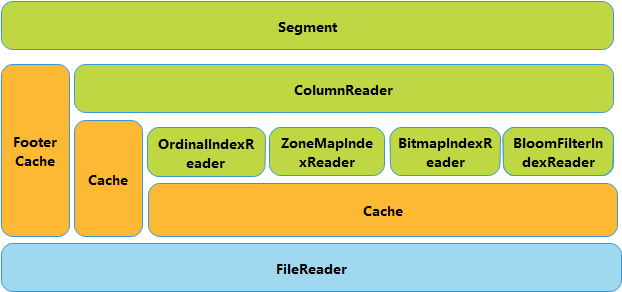 Segment
ColumnReader
Footer
Cache
Cache
OrdinalIndexR
eader
ZoneMapInde
xReader
BitmapIndexR
eader
BloomFilterIn
dexReader
Cache
FileReader